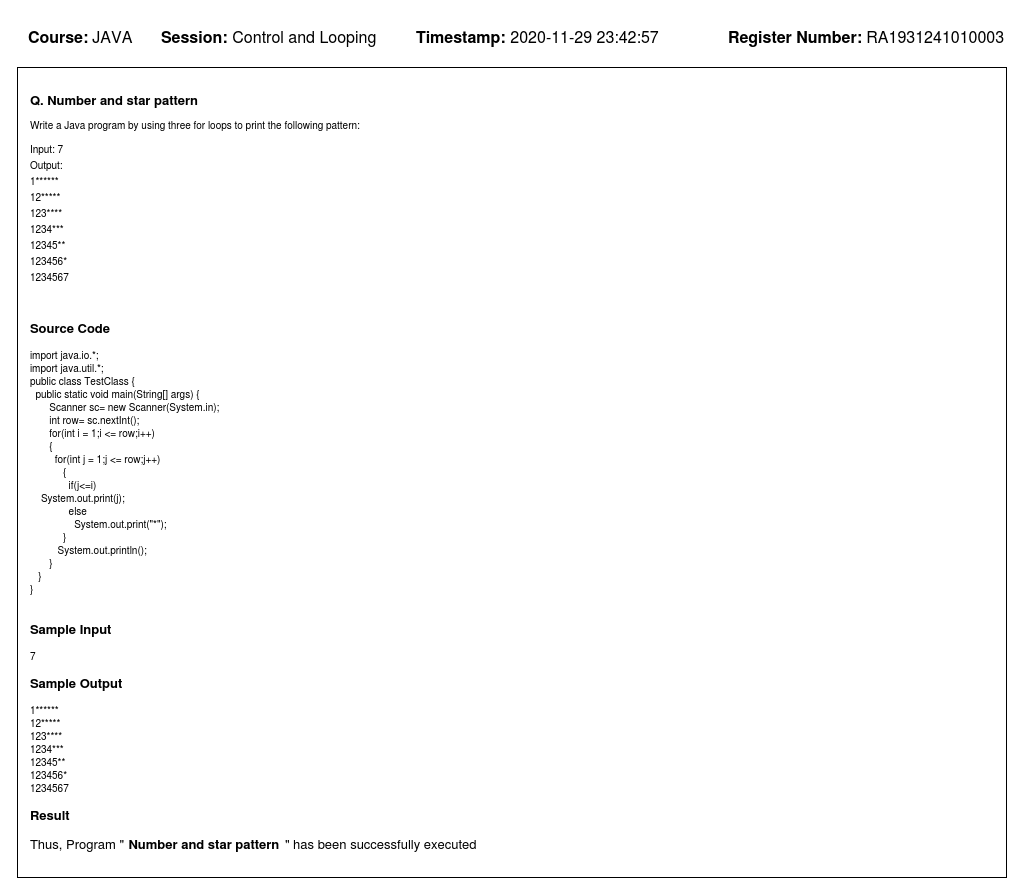 Course: JAVA Session: Control and Looping Timestamp: 2020-11-29 23:42:57 Register Number: RA1931241010003
Q. Number and star pattern
Write a Java program by using three for loops to print the following pattern:
Input: 7
Output:
1******
12*****
123****
1234***
12345**
123456*
1234567
Source Code
import java.io.*;
import java.util.*;
public class TestClass {
public static void main(String[] args) {
Scanner sc= new Scanner(System.in);
int row= sc.nextInt();
for(int i = 1;i <= row;i++)
{
for(int j = 1;j <= row;j++)
{
if(j<=i)
System.out.print(j);
else
System.out.print("*");
}
System.out.println();
}
}
}
Sample Input
7
Sample Output
1******
12*****
123****
1234***
12345**
123456*
1234567
Result
Thus, Program " Number and star pattern " has been successfully executed